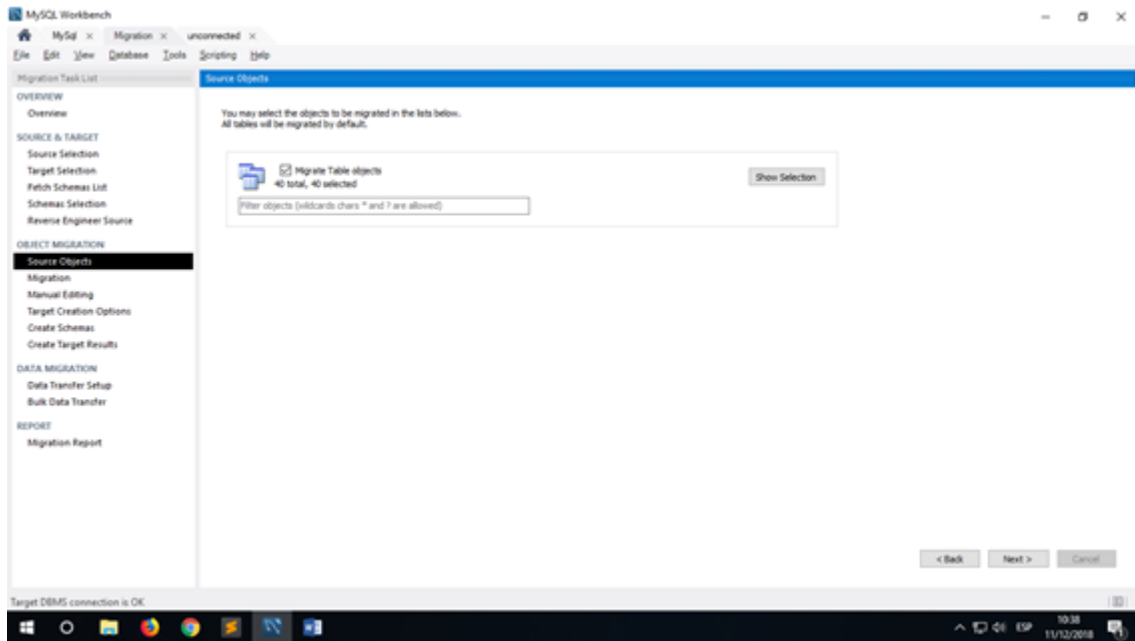 MySQL Workbench
MySql × Migration × unconnected ×
File Edit View Database Tools Scripting Help
Migration Task List
OVERVIEW
Overview
SOURCE & TARGET
Source Selection
Target Selection
Fetch Schemas List
Schemas Selection
Reverse Engineer Source
OBJECT MIGRATION
Source Objects
Migration
Manual Editing
Target Creation Options
Create Schemas
Create Target Results
DATA MIGRATION
Data Transfer Setup
Bulk Data Transfer
REPORT
Migration Report
Source Objects
You may select the objects to be migrated in the lists below.
All tables will be migrated by default.
Migrate Table objects
40 total, 40 selected
Show Selection
Filter objects (wildcards chars * and ? are allowed)
< Back Next > Cancel
Target DBMS connection is OK
ESP
10:38
11/12/2018